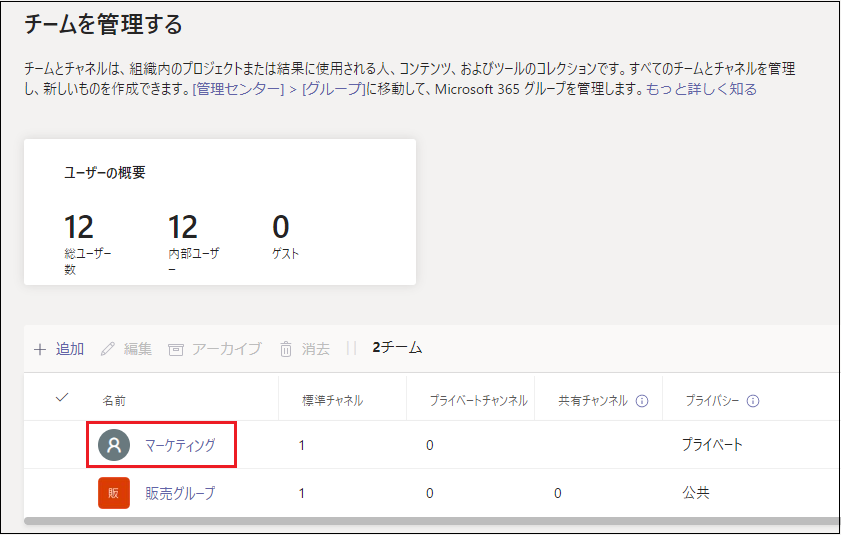 チームを管理する
チームとチャネルは、組織内のプロジェクトまたは結果に使用される人、コンテンツ、およびツールのコレクションです。すべてのチームとチャネルを管理
し、新しいものを作成できます。[管理センター] > [グループ]に移動して、Microsoft 365 グループを管理します。もっと詳しく知る
ユーザーの概要
12 12 0
総ユーザー 内部ユーザ ゲスト
数 ー
追加 編集 アーカイブ 消去 2チーム
名前 標準チャネル プライベートチャンネル 共有チャンネル プライバシー
マーケティング 1 0 プライベート
販 販売グループ 1 0 0 公共